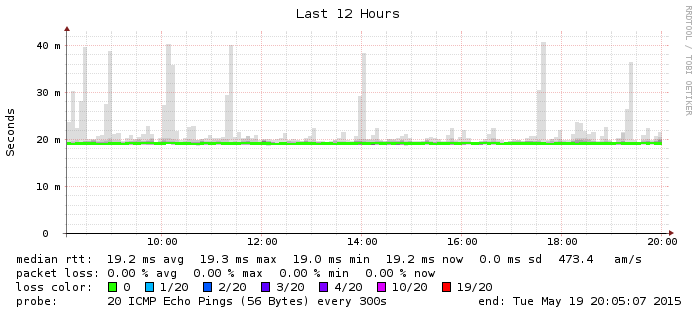 Last 12 Hours
RRDTOOL / TOBI OETIKER
Seconds
40 m
30 m
20 m
10 m
0
10:00 12:00 14:00 16:00 18:00 20:00
median rtt: 19.2 ms avg 19.3 ms max 19.0 ms min 19.2 ms now 0.0 ms sd 473.4 am/s
packet loss: 0.00 % avg 0.00 % max 0.00 % min 0.00 % now
loss color: 0 1/20 2/20 3/20 4/20 10/20 19/20
probe: 20 ICMP Echo Pings (56 Bytes) every 300s end: Tue May 19 20:05:07 2015